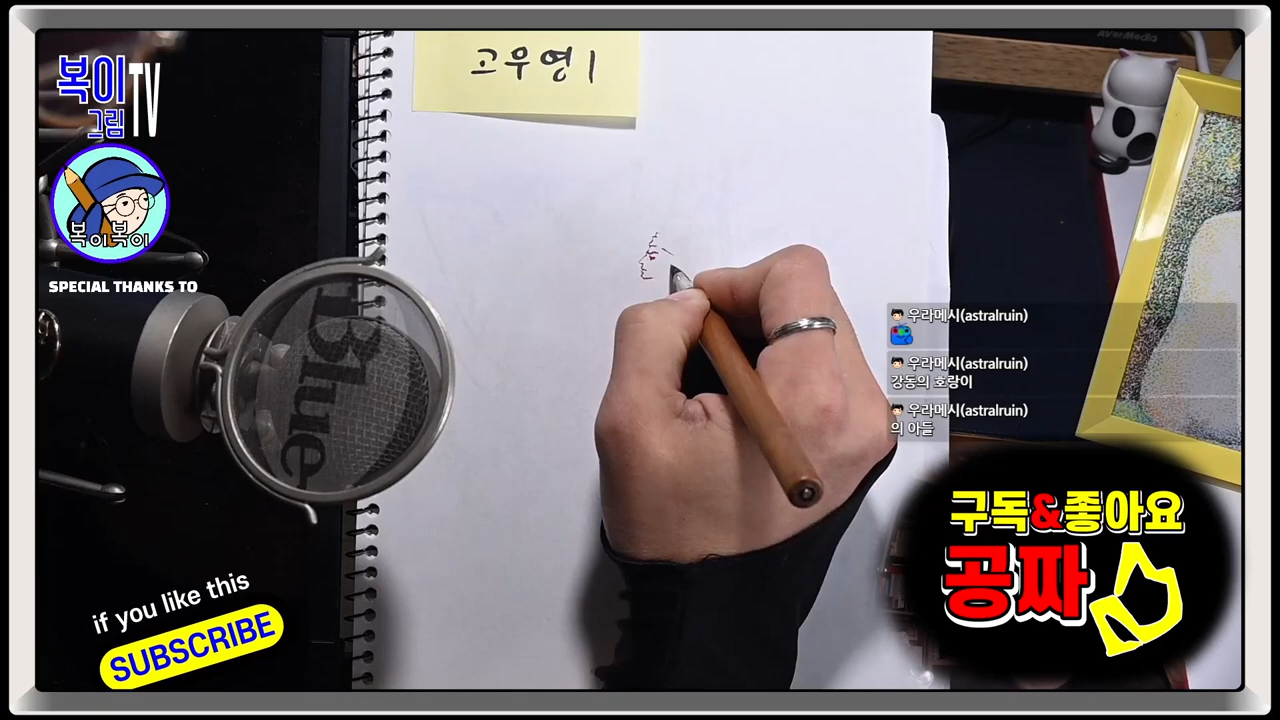 복이
그림
TV
복이복이
SPECIAL THANKS TO
고우영 1
AVerMedia
Blue
우라메시(astralruin)
우라메시(astralruin)
강동의 호랑이
우라메시(astralruin)
의 아들
구독&좋아요
공짜
if you like this
SUBSCRIBE